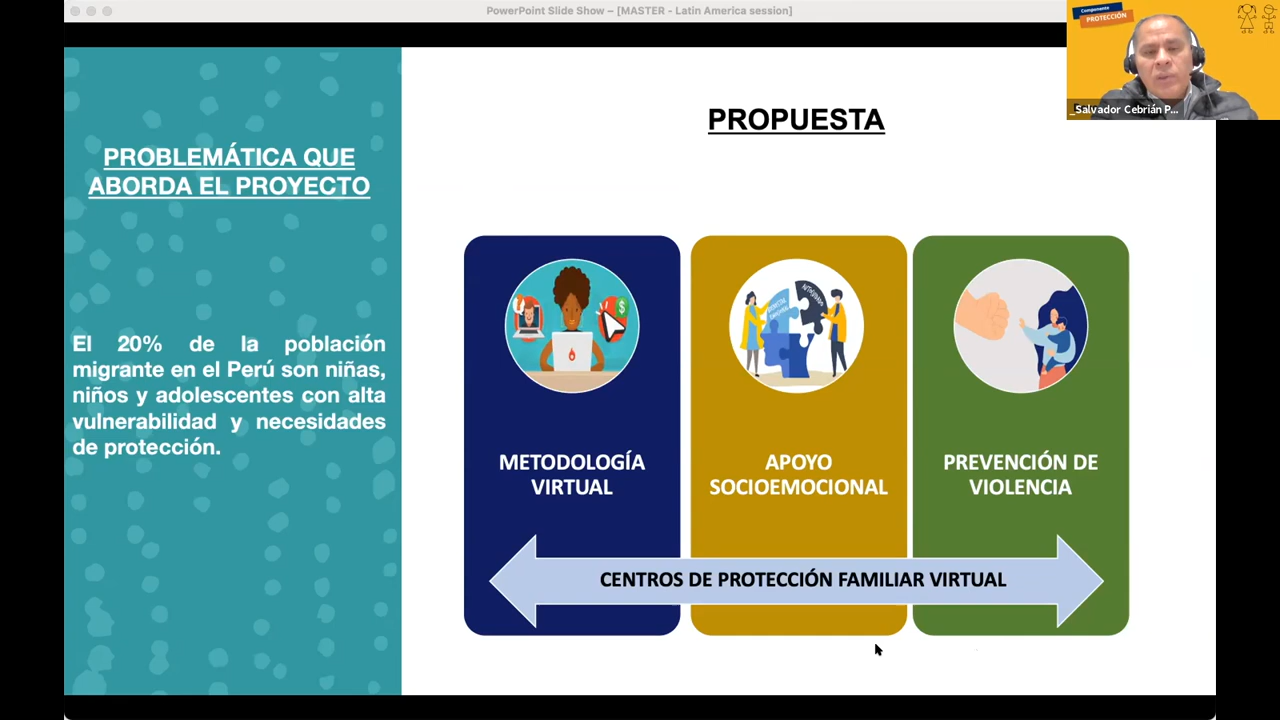 PowerPoint Slide Show – [MASTER - Latin America session]
Componente
PROTECCIÓN
_Salvador Cebrián P...
PROBLEMÁTICA QUE
ABORDA EL PROYECTO
El 20% de la población
migrante en el Perú son niñas,
niños y adolescentes con alta
vulnerabilidad y necesidades
de protección.
PROPUESTA
METODOLOGÍA
VIRTUAL
APOYO
SOCIOEMOCIONAL
PREVENCIÓN DE
VIOLENCIA
CENTROS DE PROTECCIÓN FAMILIAR VIRTUAL